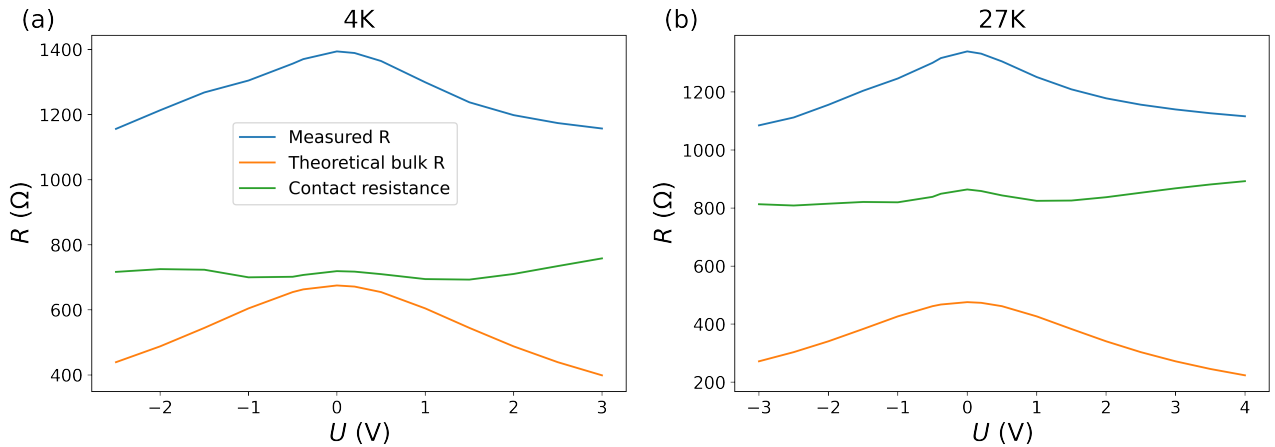 (a)
4K
1400
1200
1000
800
600
400
R (Ω)
Measured R
Theoretical bulk R
Contact resistance
−2
−1
0
1
2
3
U (V)
(b)
27K
1200
1000
800
600
400
200
R (Ω)
−3
−2
−1
0
1
2
3
4
U (V)